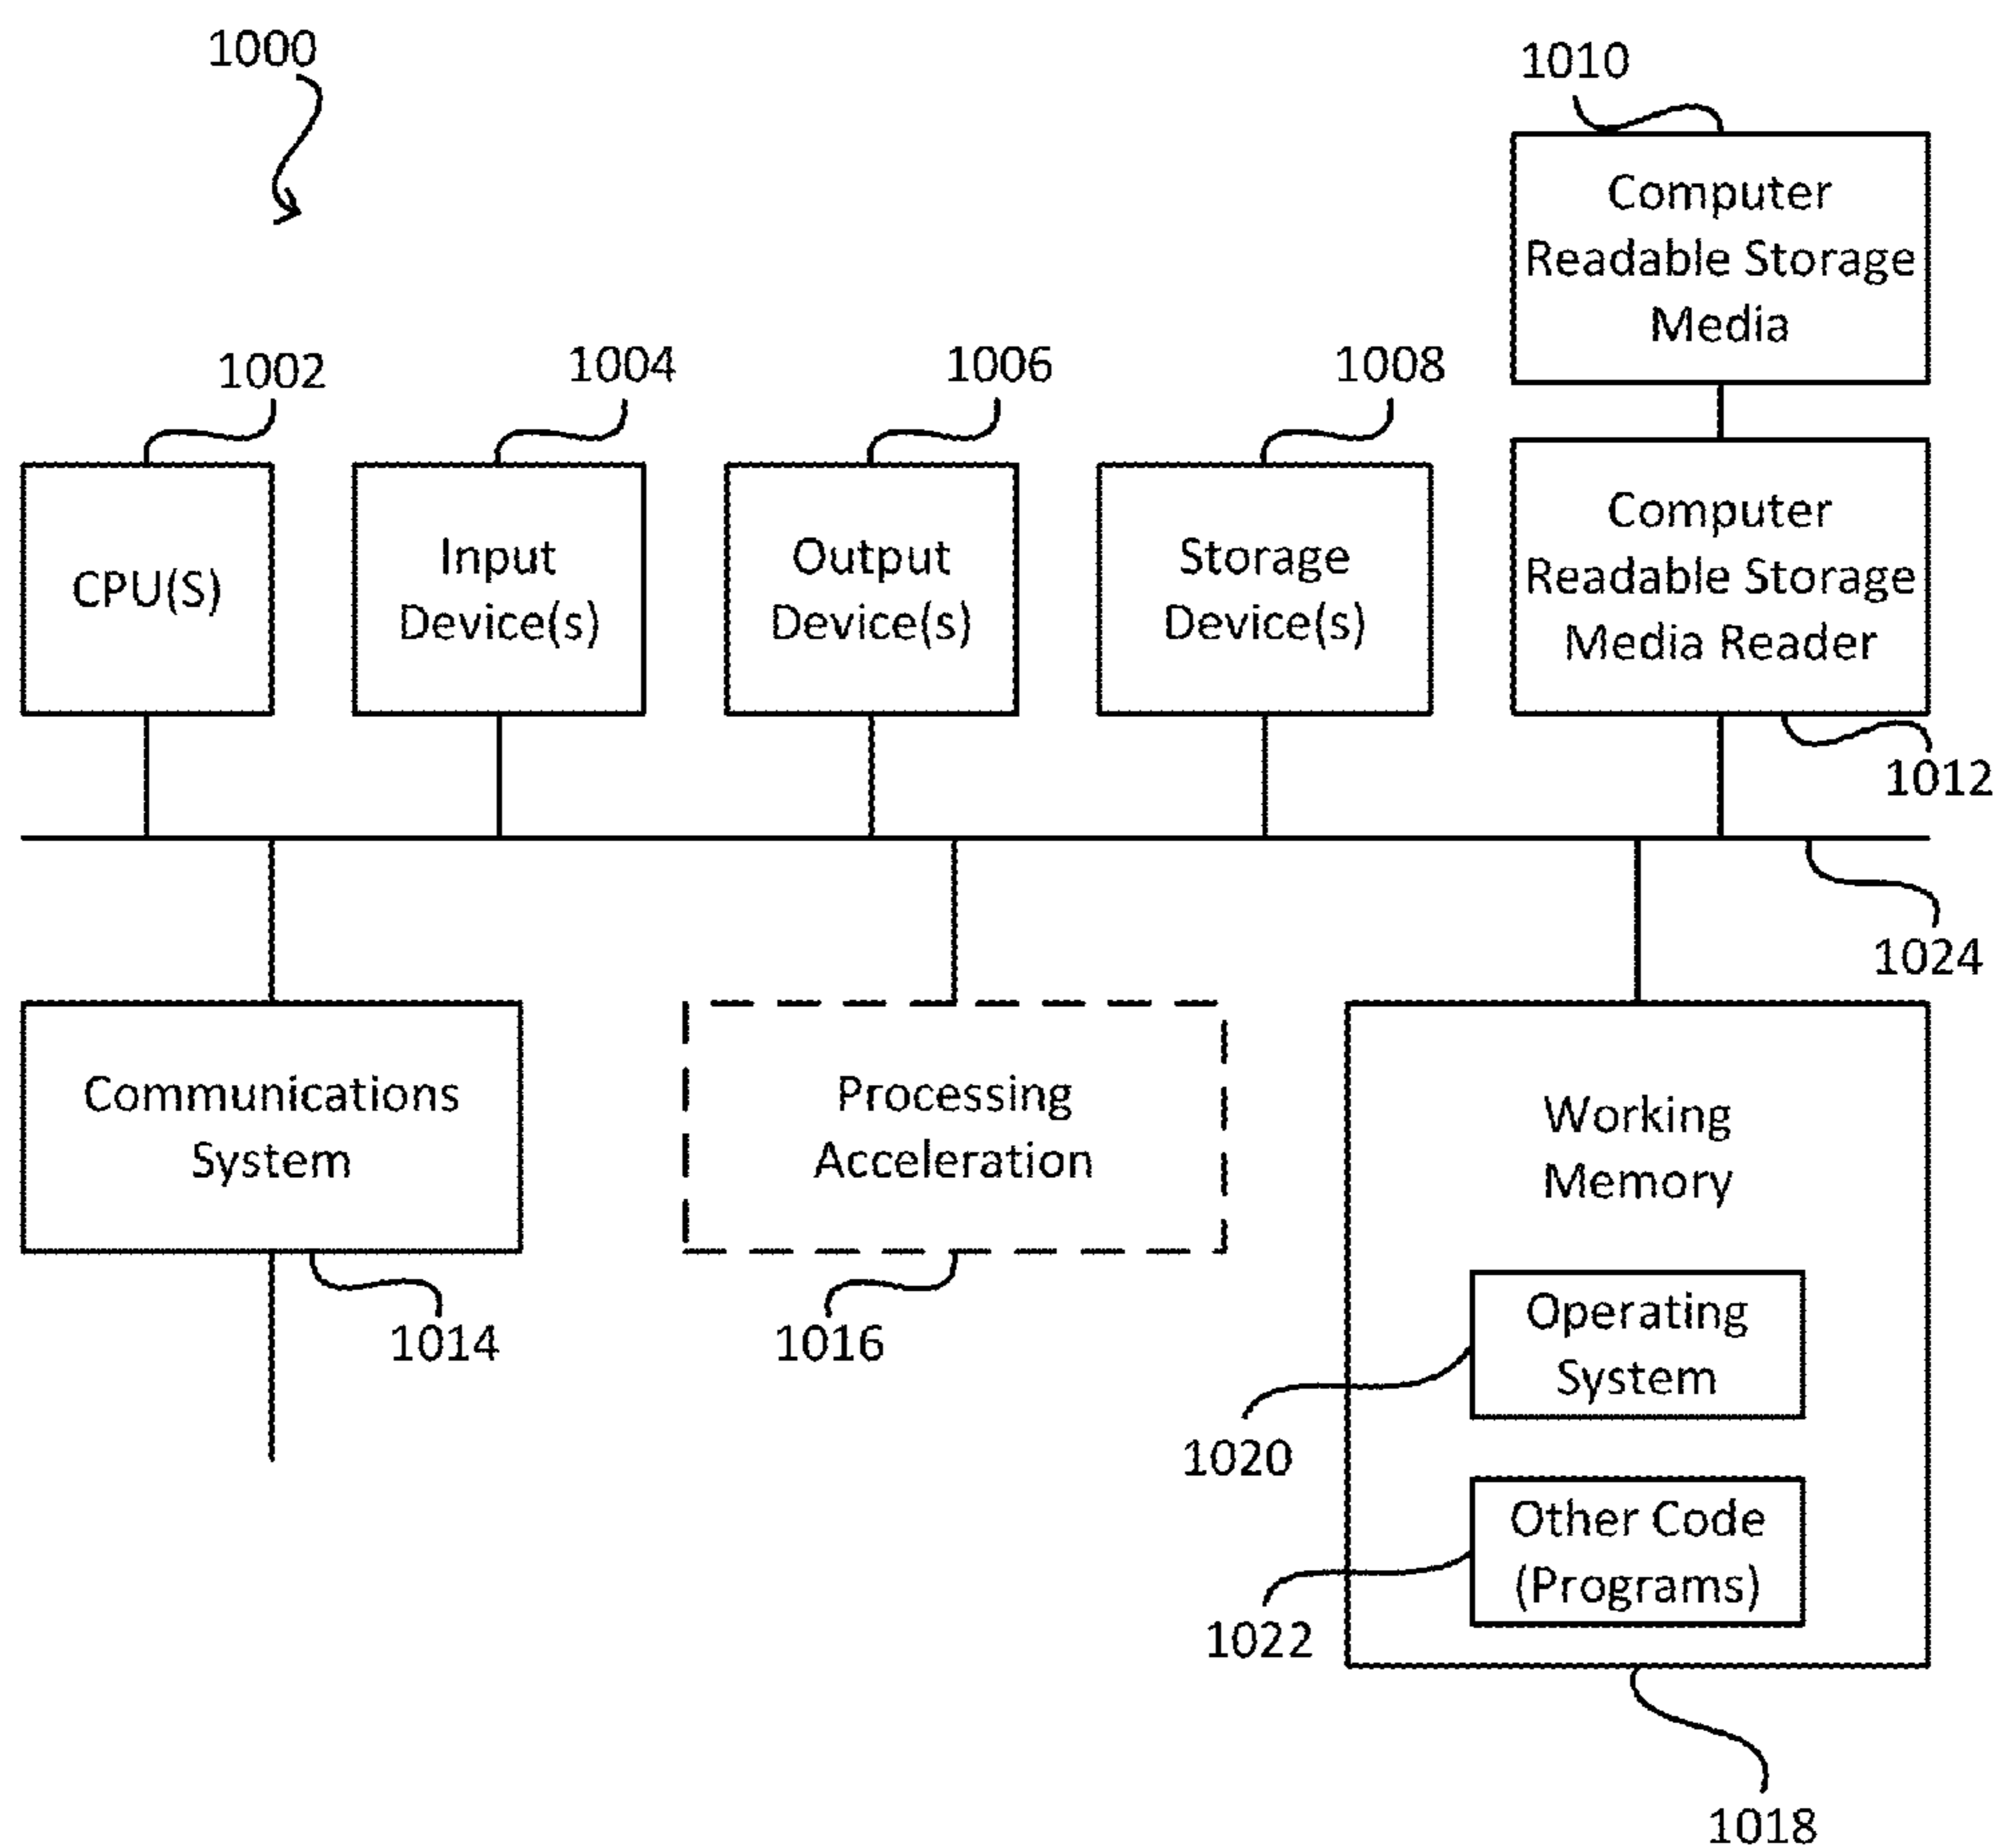 1000
1010
Computer
Readable Storage
Media
1002
1004
1006
1008
CPU(S)
Input
Device(s)
Output
Device(s)
Storage
Device(s)
Computer
Readable Storage
Media Reader
1012
1024
Communications
System
1014
Processing
Acceleration
1016
Working
Memory
Operating
System
1020
Other Code
(Programs)
1022
1018